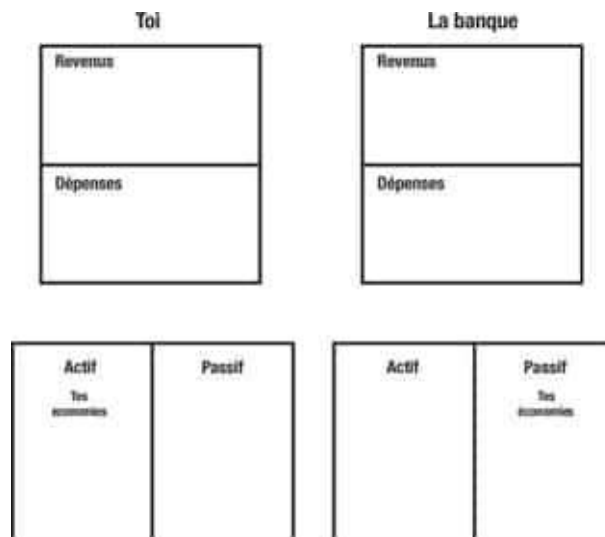 Toi
La banque
Revenus
Revenus
Dépenses
Dépenses
Actif
Passif
Actif
Passif
Tes
économies
Tes
économies